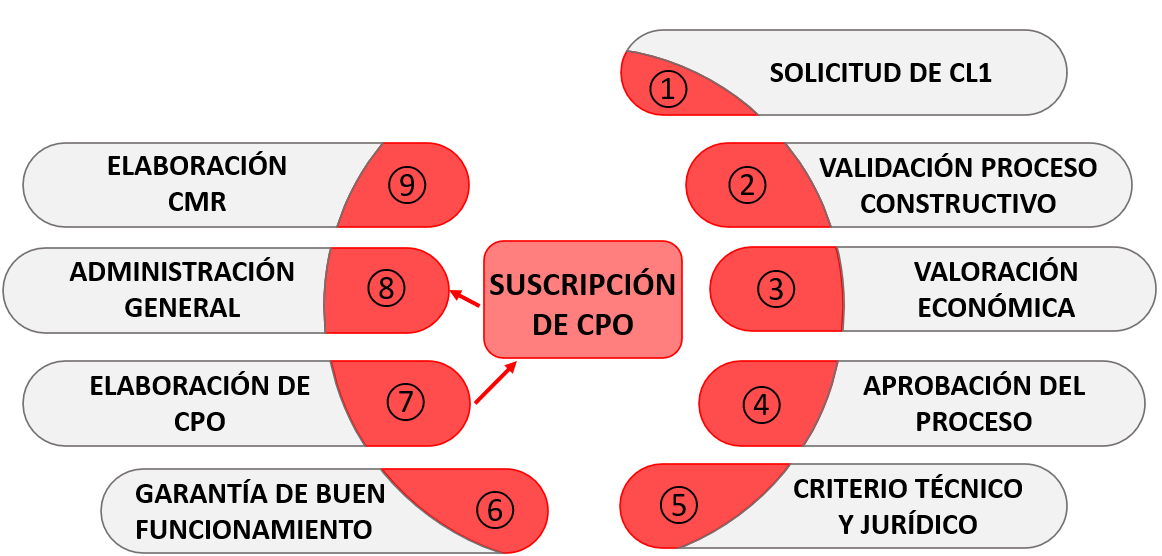 ① SOLICITUD DE CL1
② VALIDACIÓN PROCESO
CONSTRUCTIVO
③ VALORACIÓN
ECONÓMICA
④ APROBACIÓN DEL
PROCESO
⑤ CRITERIO TÉCNICO
Y JURÍDICO
⑥ GARANTÍA DE BUEN
FUNCIONAMIENTO
⑦ ELABORACIÓN DE
CPO
SUSCRIPCIÓN
DE CPO
⑧ ADMINISTRACIÓN
GENERAL
⑨ ELABORACIÓN
CMR